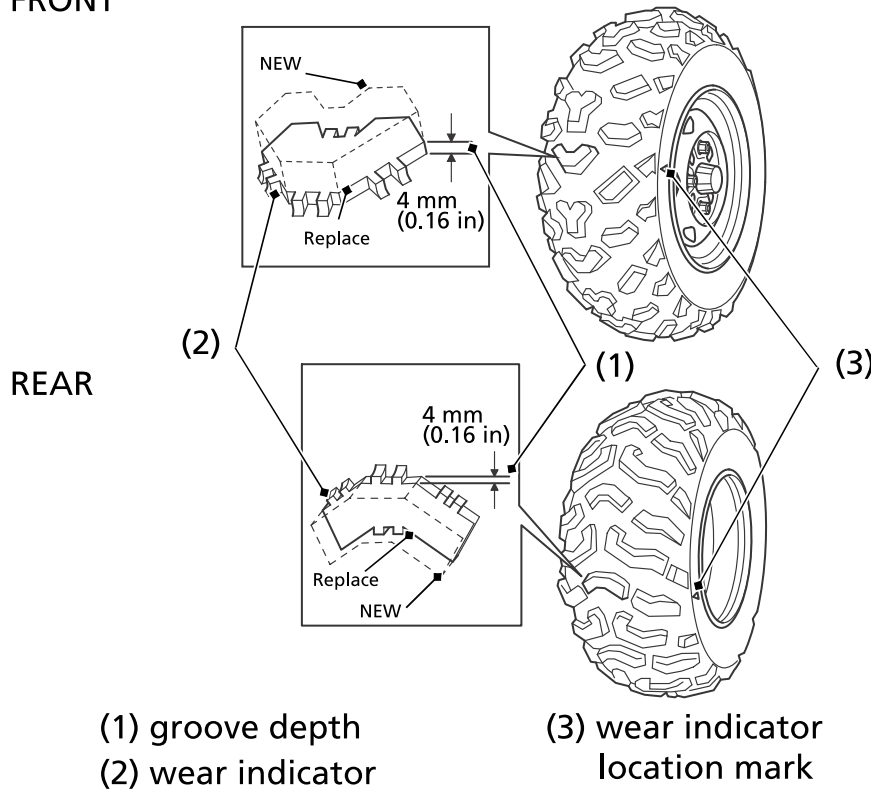 FRONT
NEW
4 mm
(0.16 in)
Replace
(2)
(1)
(3)
REAR
4 mm
(0.16 in)
Replace
NEW
(1) groove depth
(2) wear indicator
(3) wear indicator
location mark